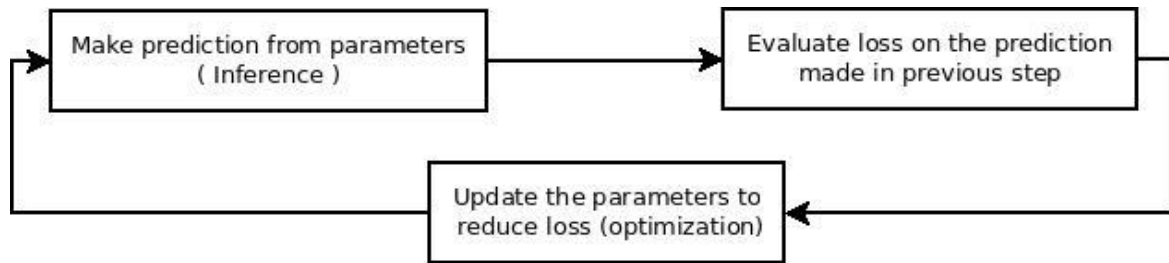 Make prediction from parameters
( Inference )
Evaluate loss on the prediction
made in previous step
Update the parameters to
reduce loss (optimization)